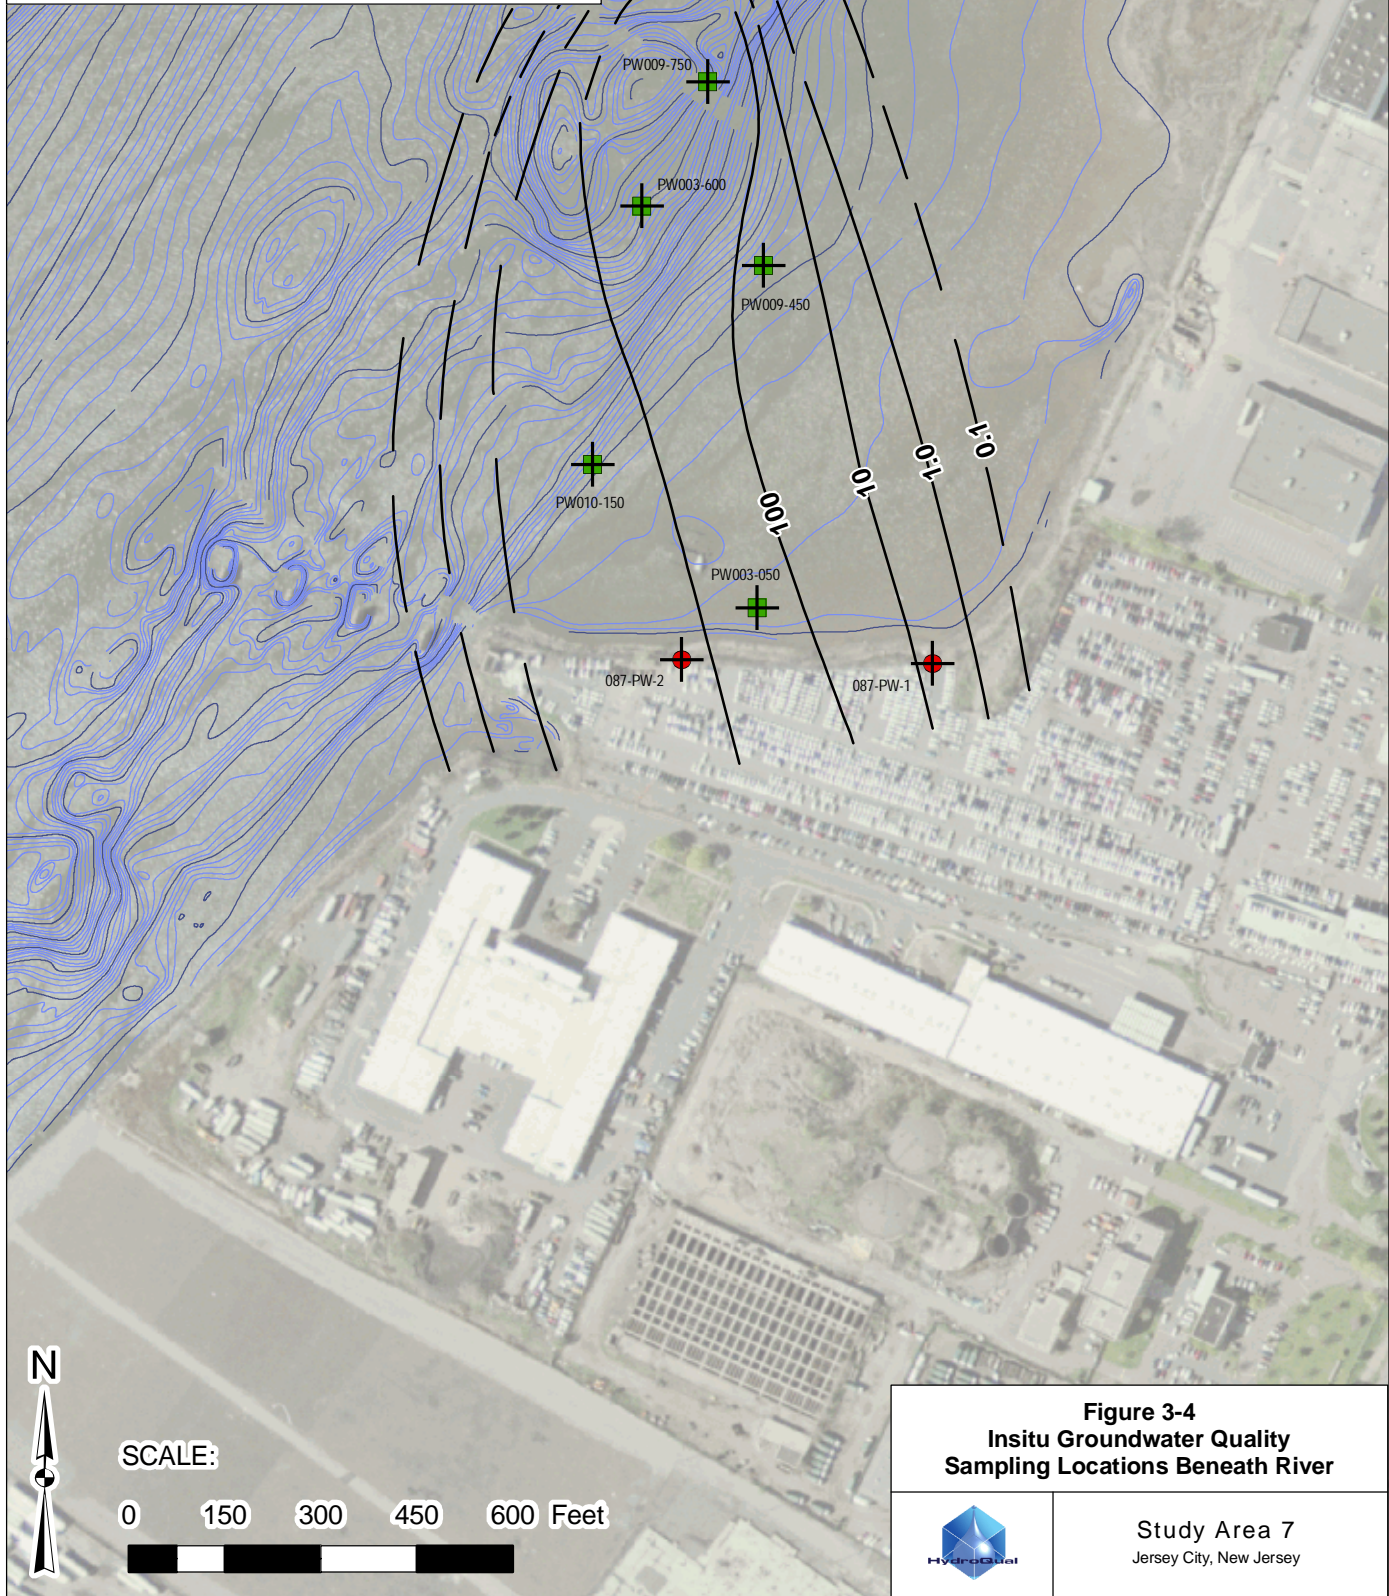 PW009-750
PW003-600
PW009-450
0.1
1.0
10
PW010-150
100
PW003-050
087-PW-2
087-PW-1
N
SCALE:
0 150 300 450 600 Feet
Figure 3-4
Insitu Groundwater Quality
Sampling Locations Beneath River
HydroQual
Study Area 7
Jersey City, New Jersey